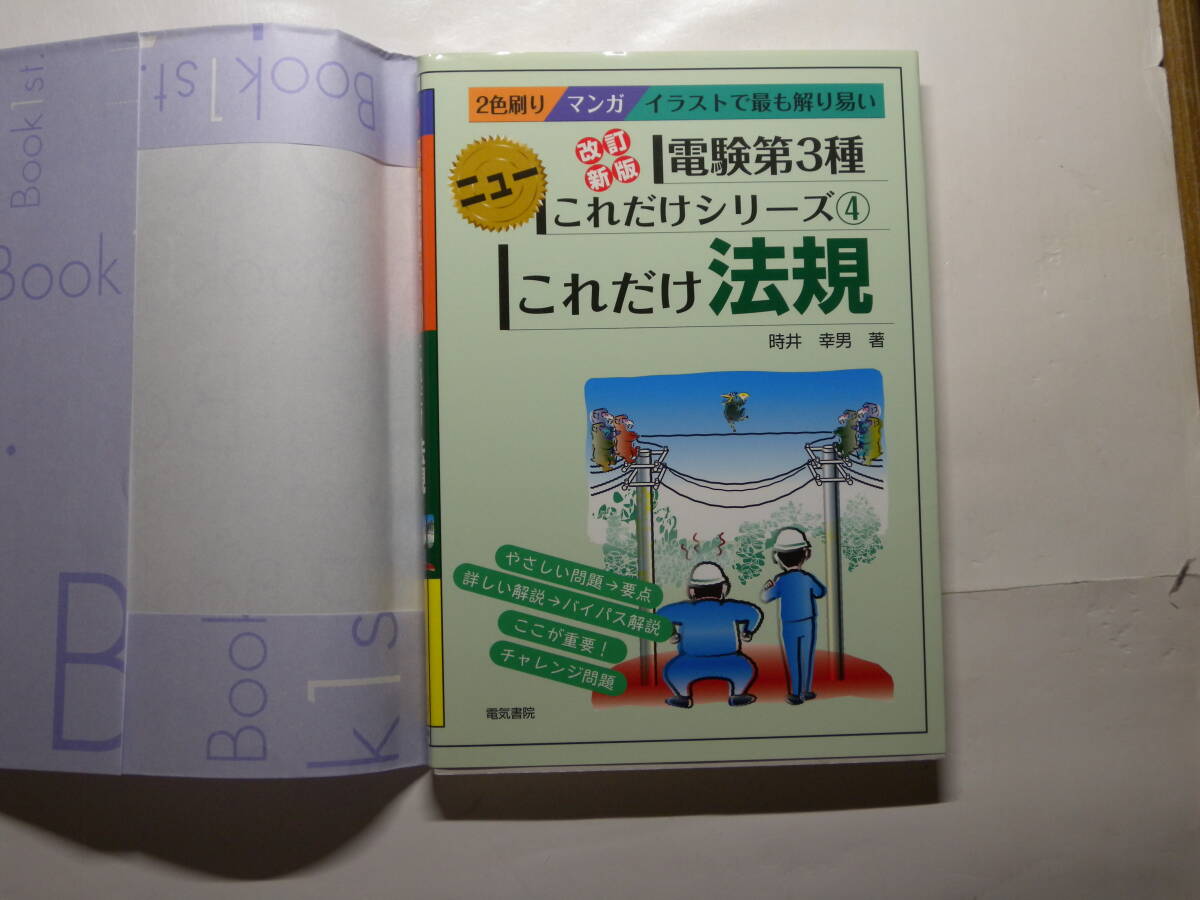 Book1st.
Book1st.
Book
Book
k1s
B
2色刷り マンガ イラストで最も解り易い
ニュー
改訂
新版
電験第3種
これだけシリーズ④
これだけ 法規
時井 幸男 著
やさしい問題→要点
詳しい解説→バイパス解説
ここが重要!
チャレンジ問題
電気書院